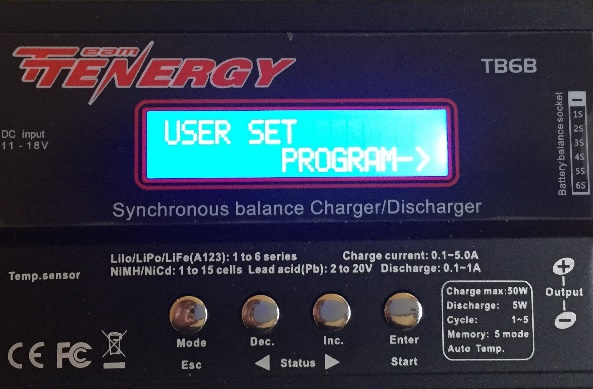 Team
TENERGY
TB6B
DC input
11 - 18V
USER SET
PROGRAM->
Battery balance socket
1S
2S
3S
4S
5S
6S
Synchronous balance Charger/Discharger
LiIo/LiPo/LiFe(A123): 1 to 6 series
Charge current: 0.1~5.0A
NiMH/NiCd: 1 to 15 cells Lead acid(Pb): 2 to 20V Discharge: 0.1~1A
Temp.sensor
Mode
Dec.
Inc.
Enter
Esc
Status
Start
Charge max: 50W
Discharge: 5W
Cycle: 1~5
Memory: 5 mode
Auto Temp.
+
Output
-
CE FC